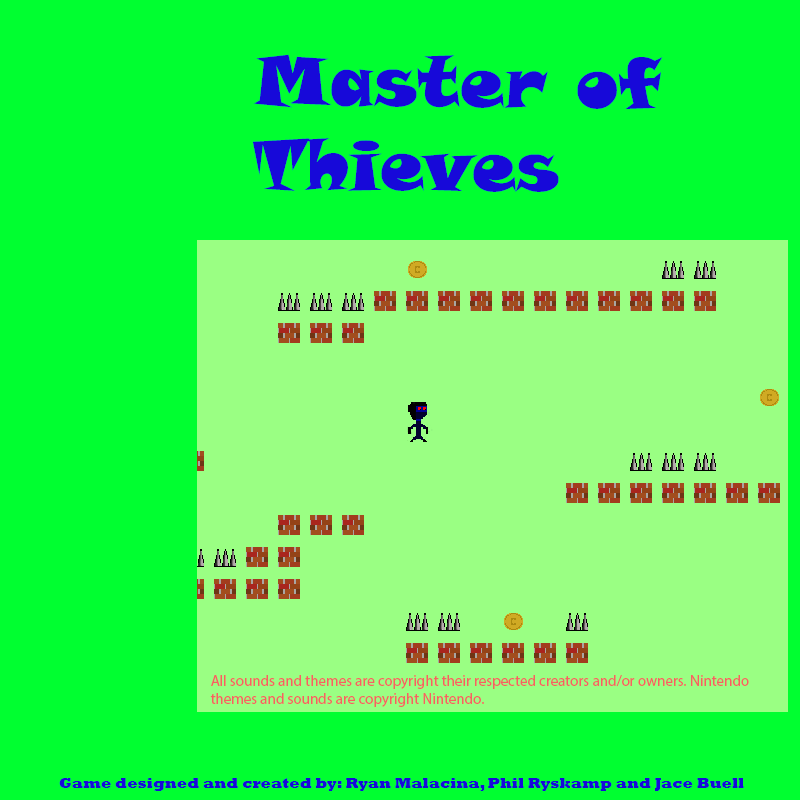 Master of
Thieves
All sounds and themes are copyright their respected creators and/or owners. Nintendo
themes and sounds are copyright Nintendo.
Game designed and created by: Ryan Malacina, Phil Ryskamp and Jace Buell